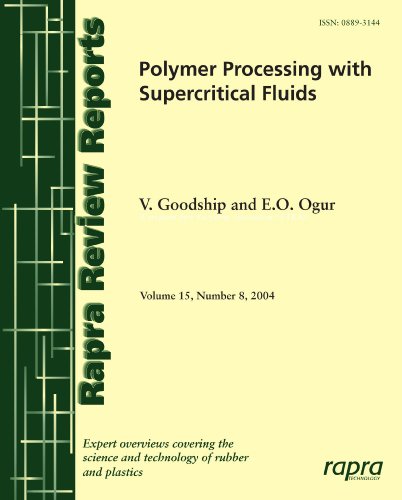 ISSN: 0889-3144
Rapra Review Reports
Polymer Processing with
Supercritical Fluids
V. Goodship and E.O. Ogur
Volume 15, Number 8, 2004
Expert overviews covering the
science and technology of rubber
and plastics
rapra
TECHNOLOGY